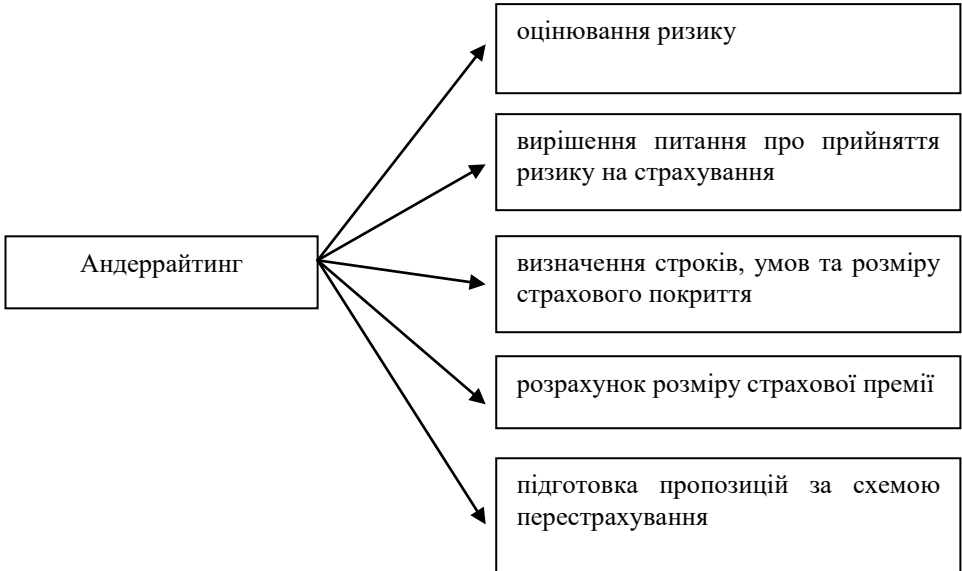 оцінювання ризику
вирішення питання про прийняття
ризику на страхування
Андеррайтинг
визначення строків, умов та розміру
страхового покриття
розрахунок розміру страхової премії
підготовка пропозицій за схемою
перестрахування